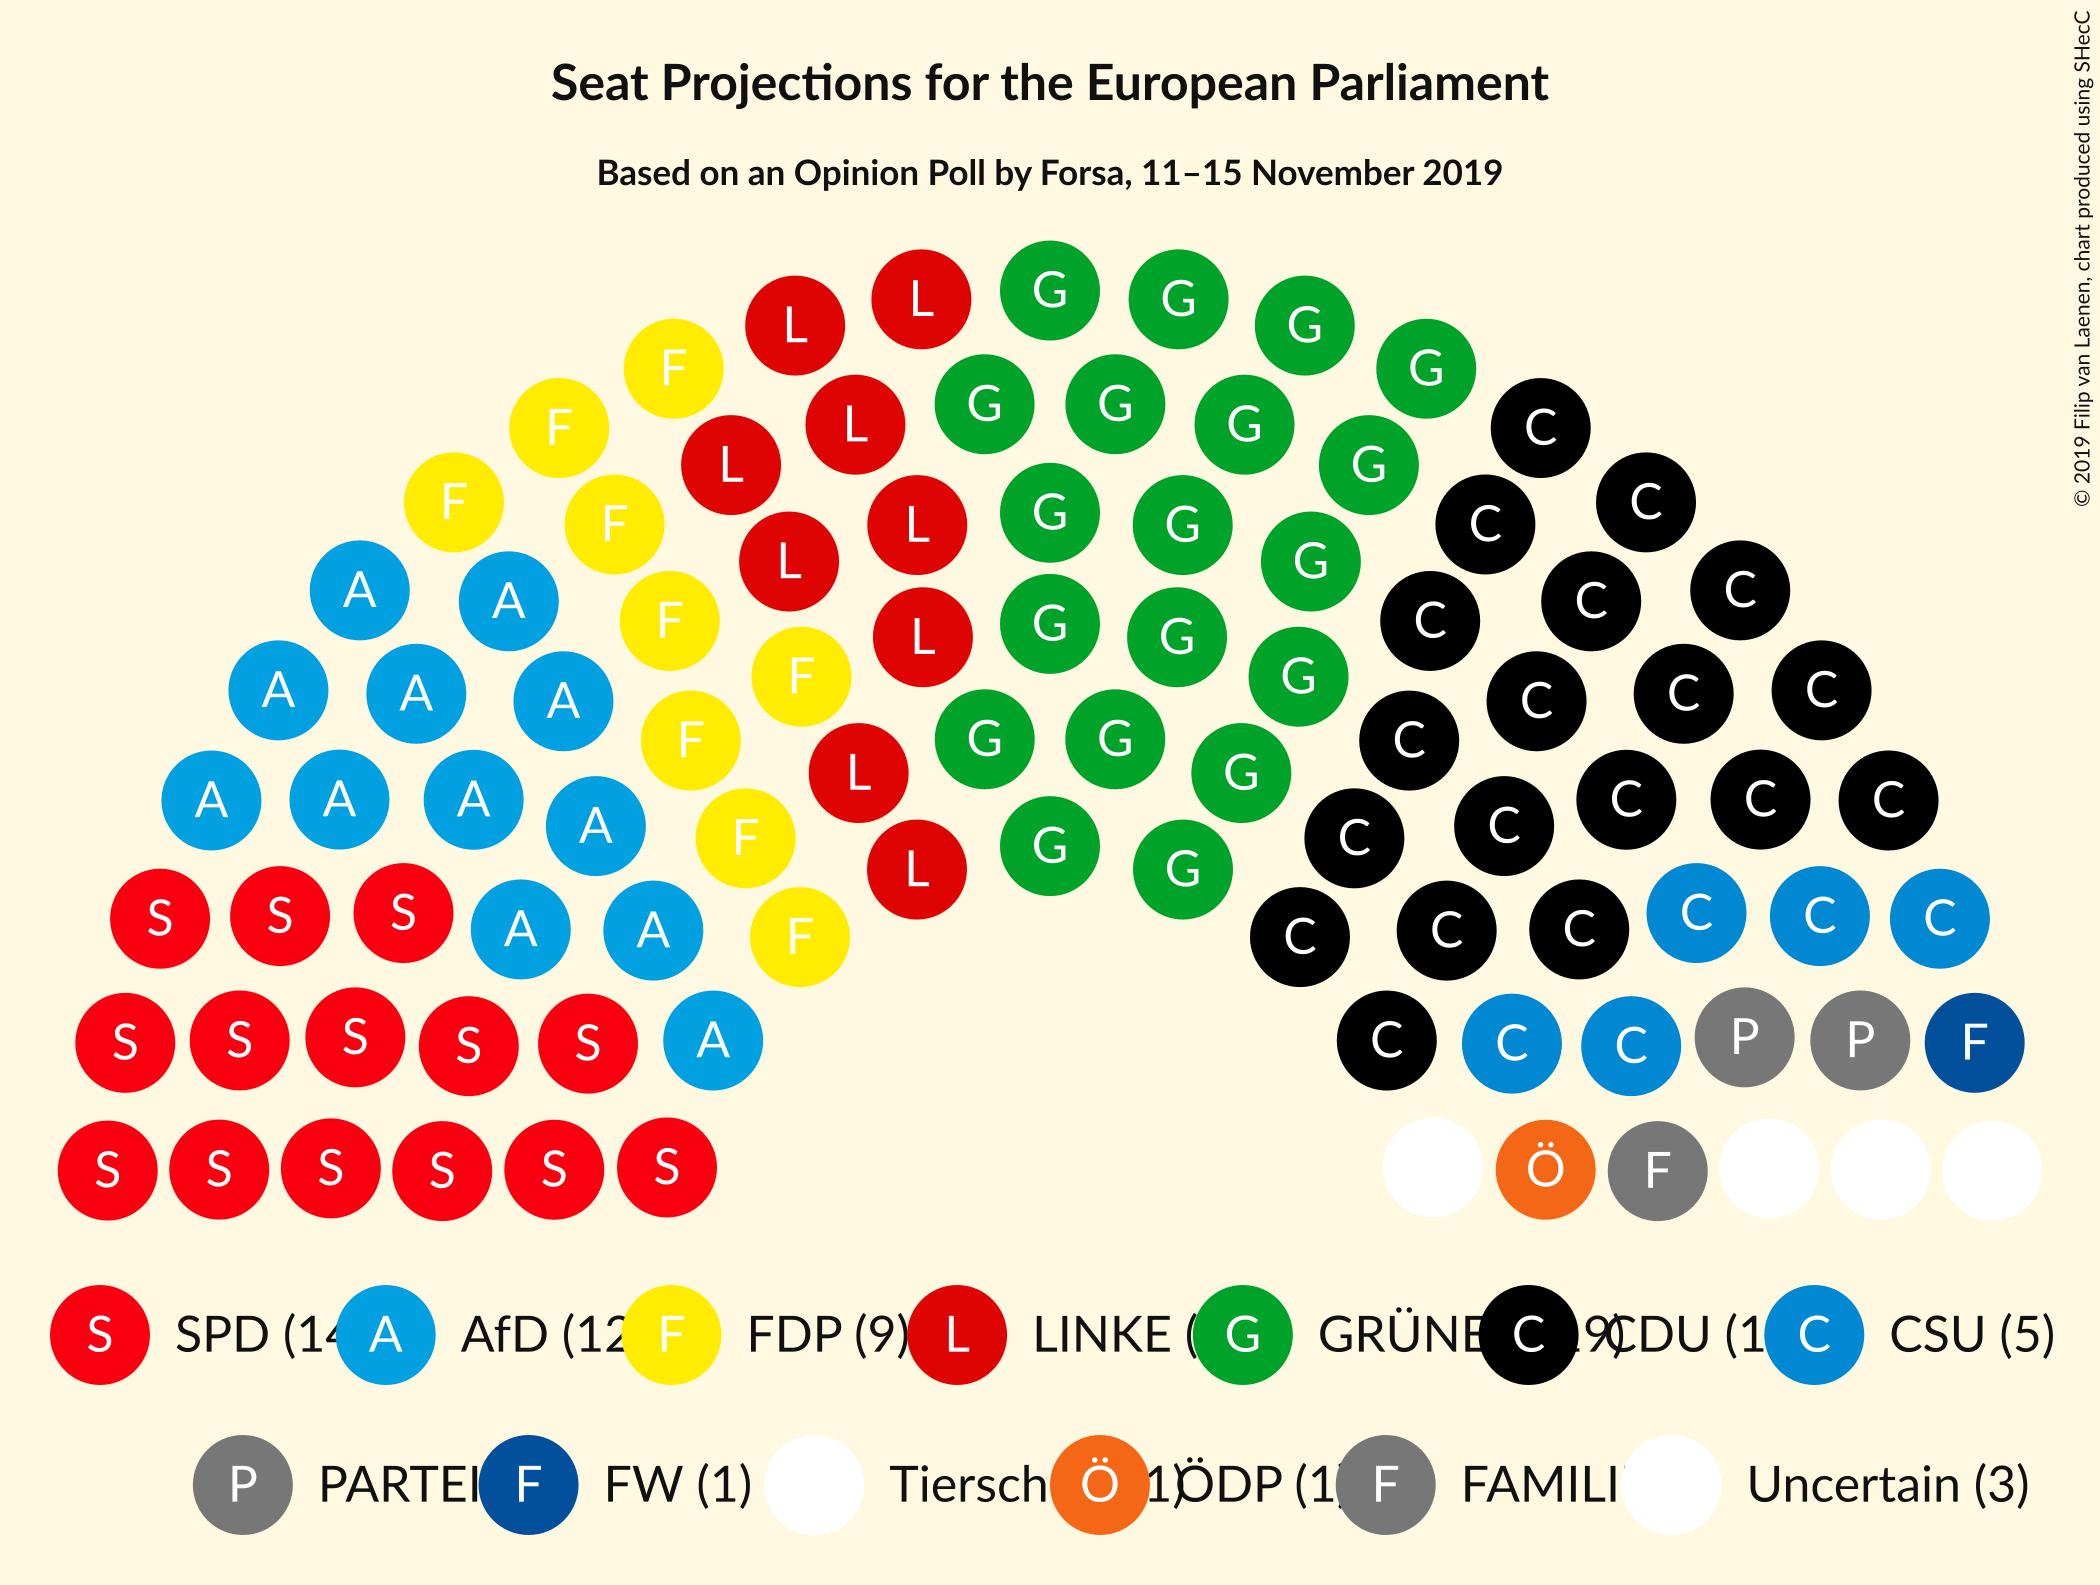 Seat Projections for the European Parliament
Based on an Opinion Poll by Forsa, 11–15 November 2019
© 2019 Filip van Laenen, chart produced using SHecC
L L G G G G
F L G G G G C
F L G C
F F L L G G G C C
A A F L G G C C C
A A A F F G C C C C
A A A A F L G G G C C C C C
S S S A A F L G G C C C C C C
S S S S S A C C C P P F
S S S S S S Ö F
S SPD (14 A AfD (12 F FDP (9) L LINKE ( G GRÜNE C 9) CDU (1 C CSU (5)
P PARTEI F FW (1) Tiersch Ö 1) ÖDP (1 F FAMILI Uncertain (3)